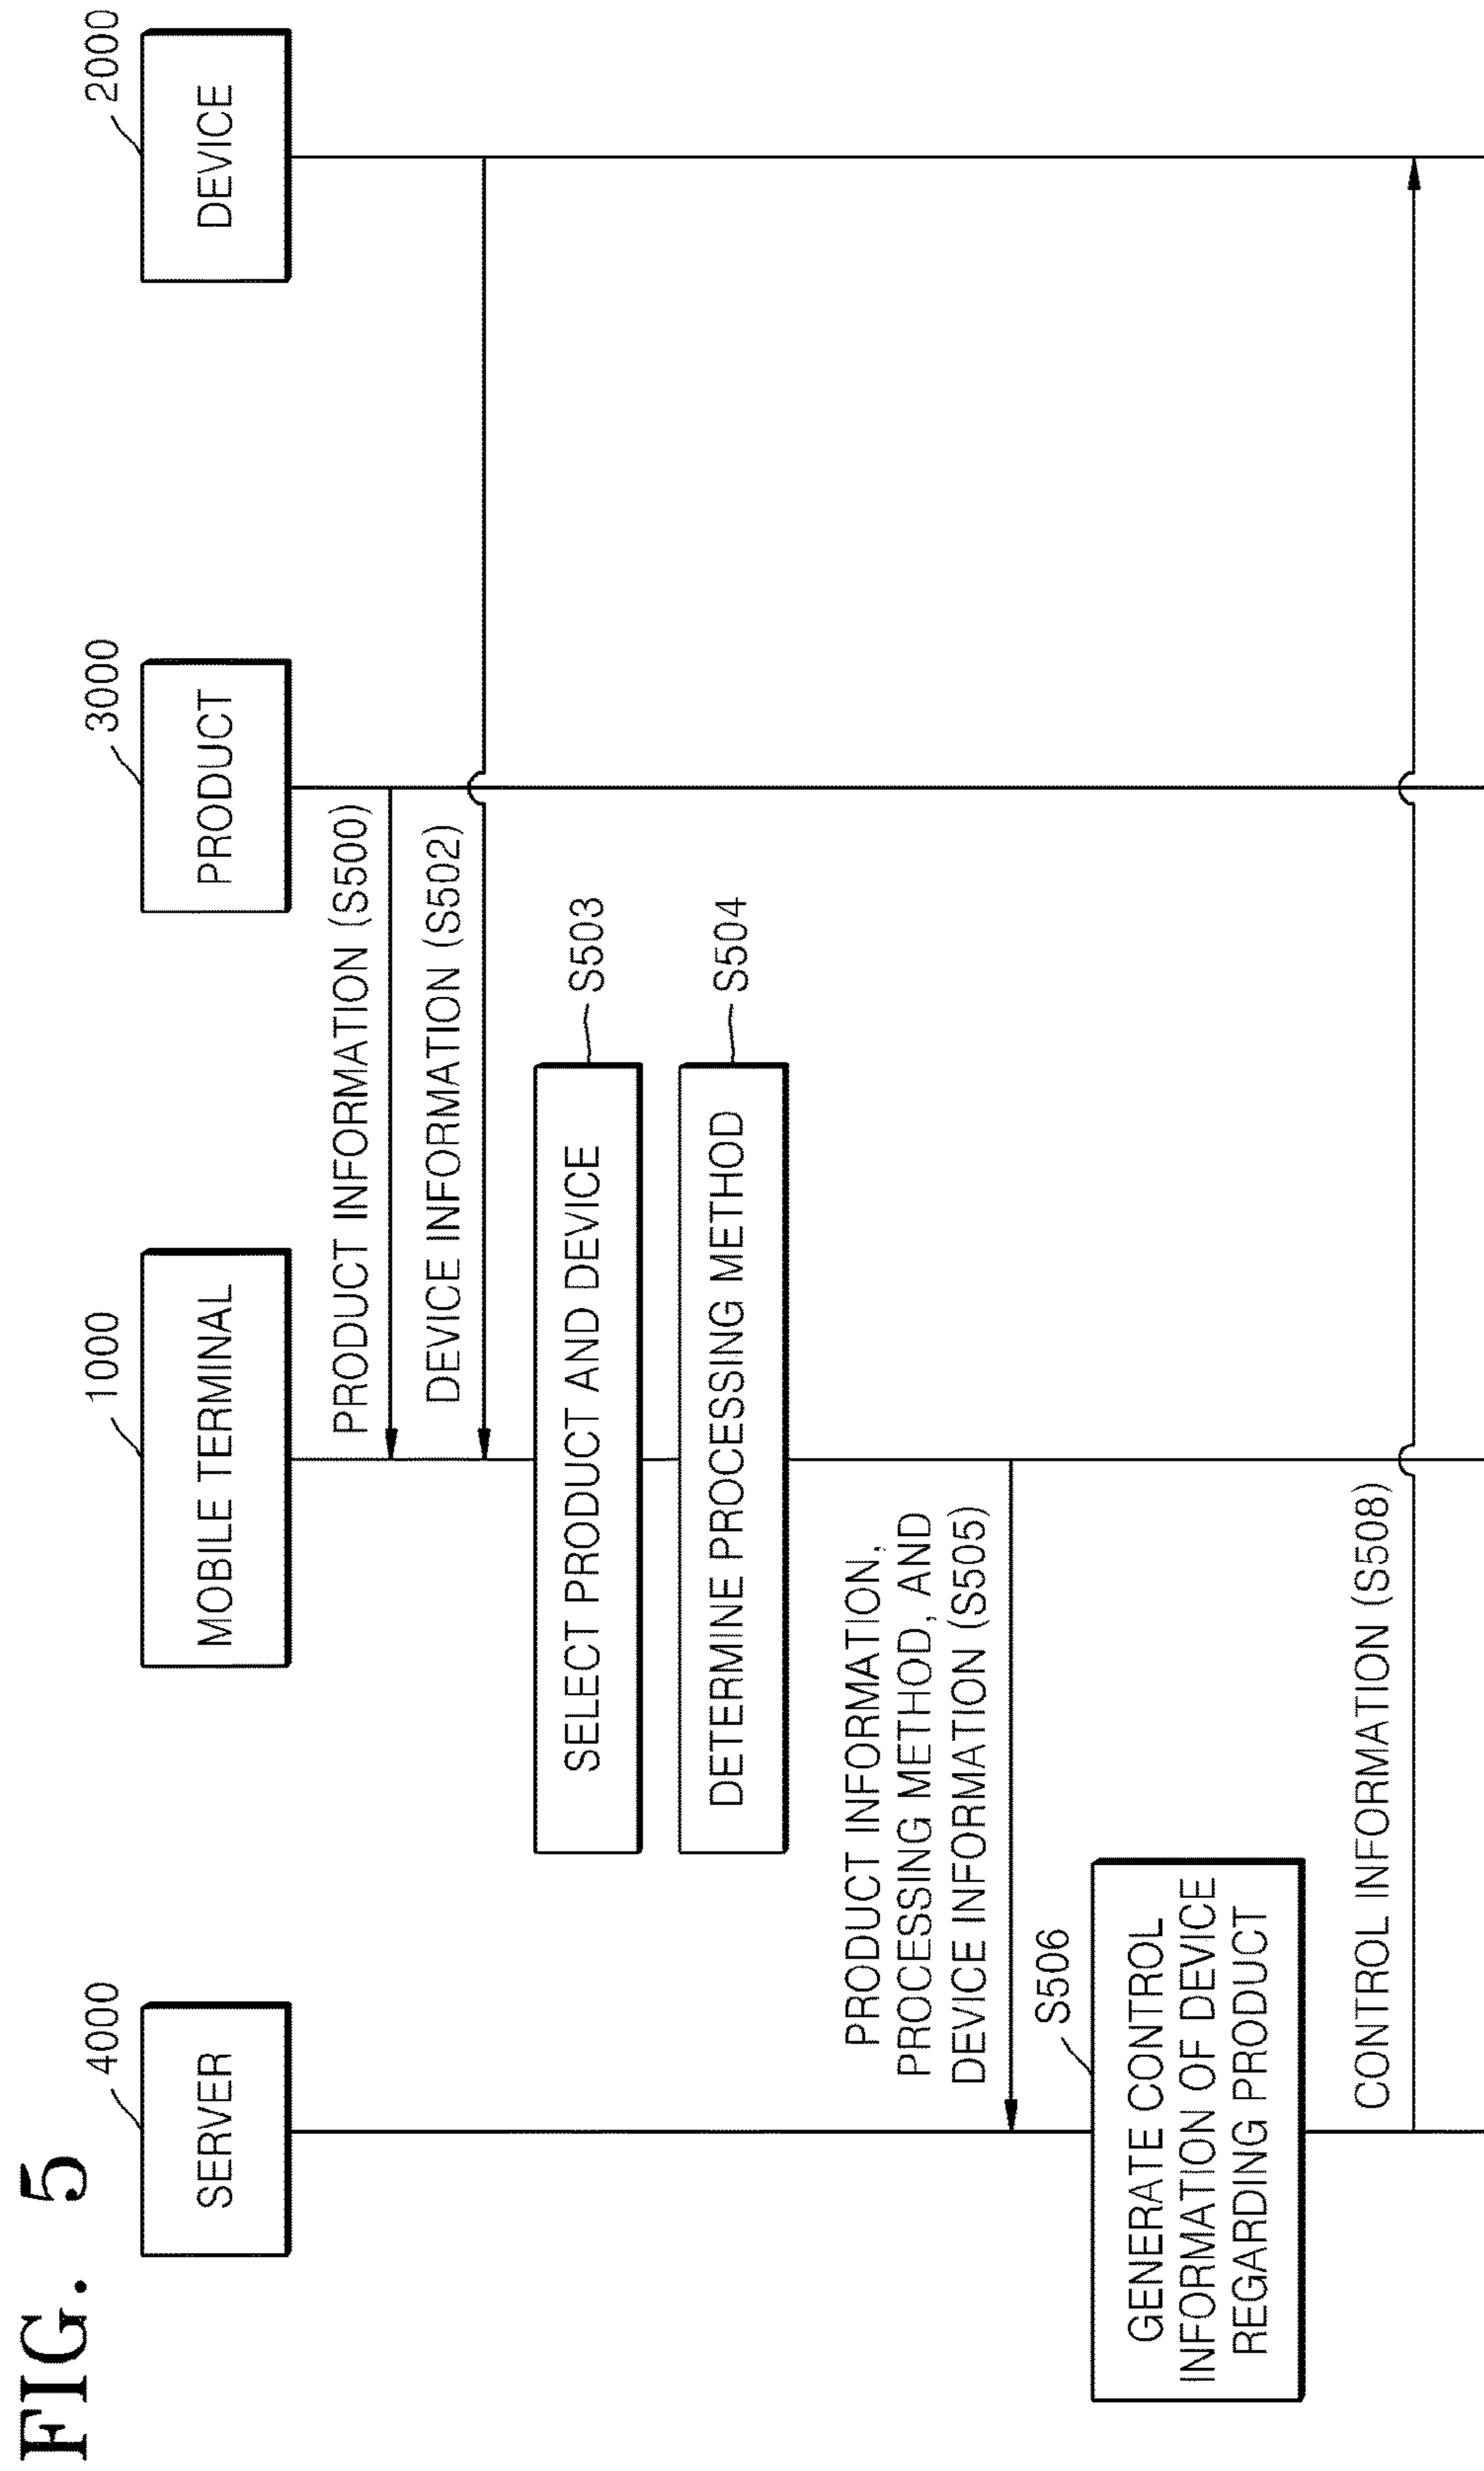 FIG. 5
4000
SERVER
1000
MOBILE TERMINAL
3000
PRODUCT
2000
DEVICE
PRODUCT INFORMATION (S500)
DEVICE INFORMATION (S502)
SELECT PRODUCT AND DEVICE
S503
DETERMINE PROCESSING METHOD
S504
PRODUCT INFORMATION,
PROCESSING METHOD, AND
DEVICE INFORMATION (S505)
S506
GENERATE CONTROL
INFORMATION OF DEVICE
REGARDING PRODUCT
CONTROL INFORMATION (S508)